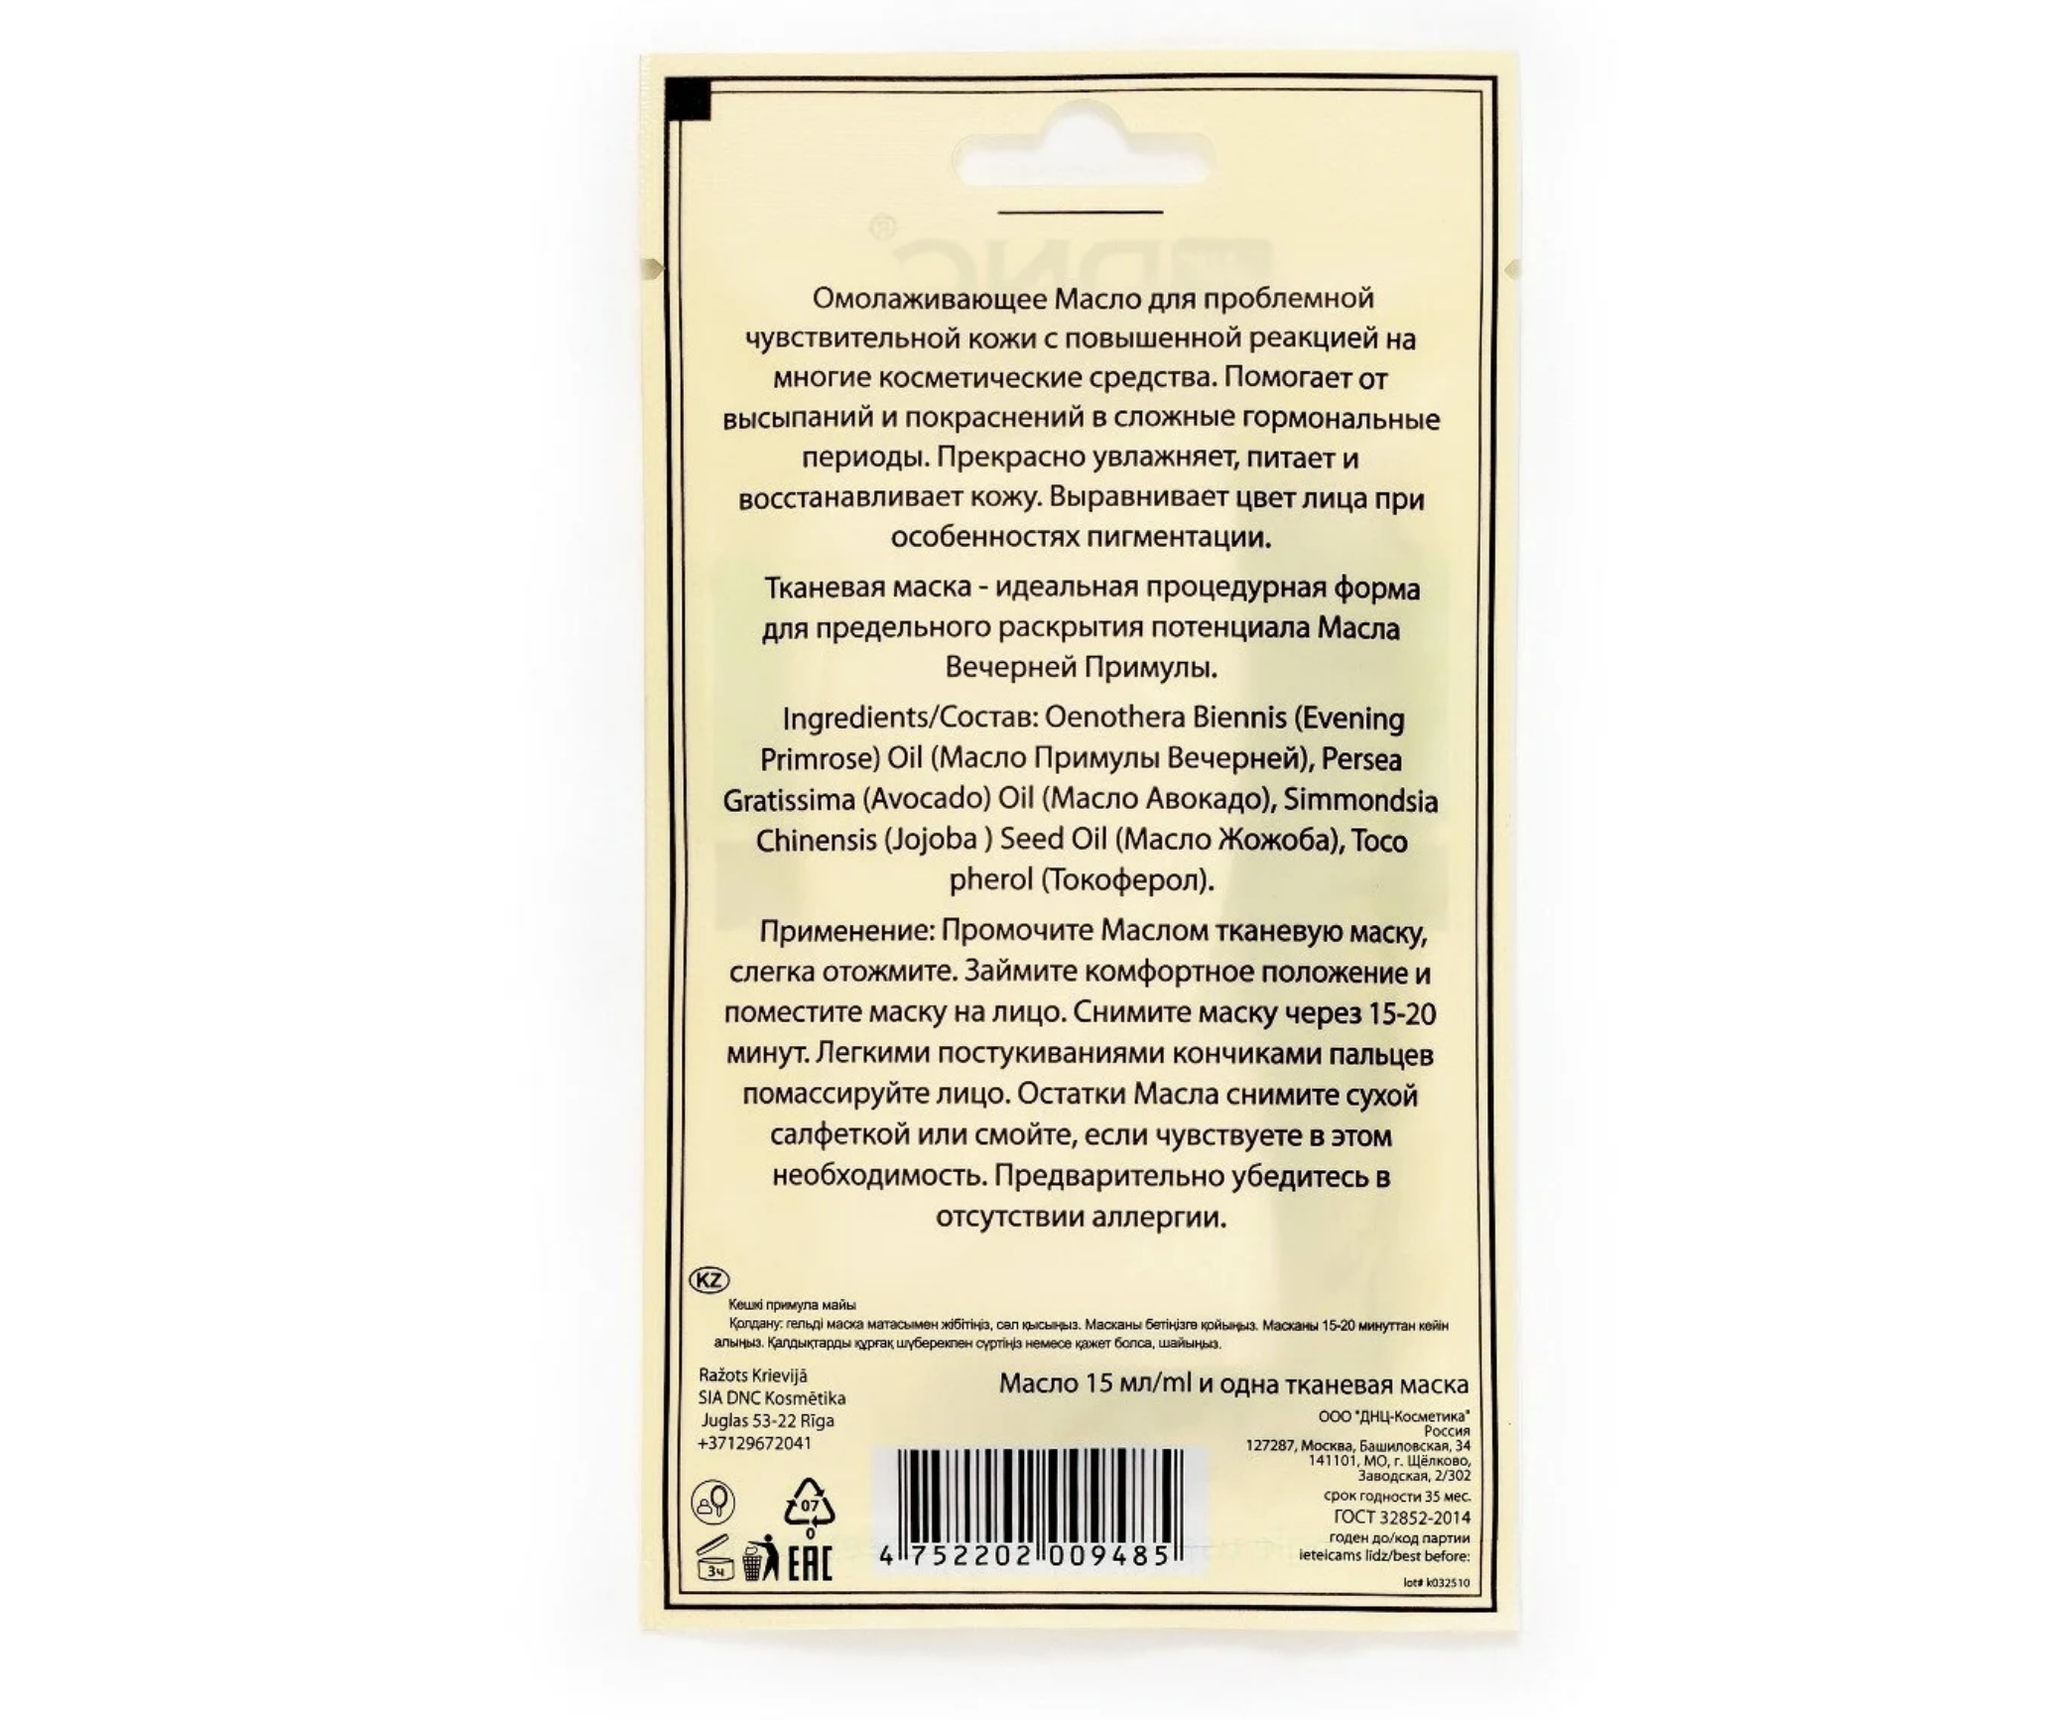 Омолаживающее Масло для проблемной
чувствительной кожи с повышенной реакцией на
многие косметические средства. Помогает от
высыпаний и покраснений в сложные гормональные
периоды. Прекрасно увлажняет, питает и
восстанавливает кожу. Выравнивает цвет лица при
особенностях пигментации.
Тканевая маска - идеальная процедурная форма
для предельного раскрытия потенциала Масла
Вечерней Примулы.
Ingredients/Состав: Oenothera Biennis (Evening
Primrose) Oil (Масло Примулы Вечерней), Persea
Gratissima (Avocado) Oil (Масло Авокадо), Simmondsia
Chinensis (Jojoba ) Seed Oil (Масло Жожоба), Toco
pherol (Токоферол).
Применение: Промочите Маслом тканевую маску,
слегка отожмите. Займите комфортное положение и
поместите маску на лицо. Снимите маску через 15-20
минут. Легкими постукиваниями кончиками пальцев
помассируйте лицо. Остатки Масла снимите сухой
салфеткой или смойте, если чувствуете в этом
необходимость. Предварительно убедитесь в
отсутствии аллергии.
KZ
Кешкі примула майы
Қолдану: гельді маска матасымен жібітіңіз, сәл қысыңыз. Масканы бетіңізге қойыңыз. Масканы 15-20 минуттан кейін
алыңыз. Қалдықтарды құрғақ шүберекпен сүртіңіз немесе қажет болса, шайыңыз.
Ražots Krievijā
SIA DNC Kosmētika
Juglas 53-22 Rīga
+37129672041
Масло 15 мл/ml и одна тканевая маска
ООО "ДНЦ-Косметика"
Россия
127287, Москва, Башиловская, 34
141101, МО, г. Щёлково,
Заводская, 2/302
срок годности 35 мес.
ГОСТ 32852-2014
годен до/код партии
ieteicams līdz/best before:
lot# k032510
07
0
3ч
EAC
4 752202 009485